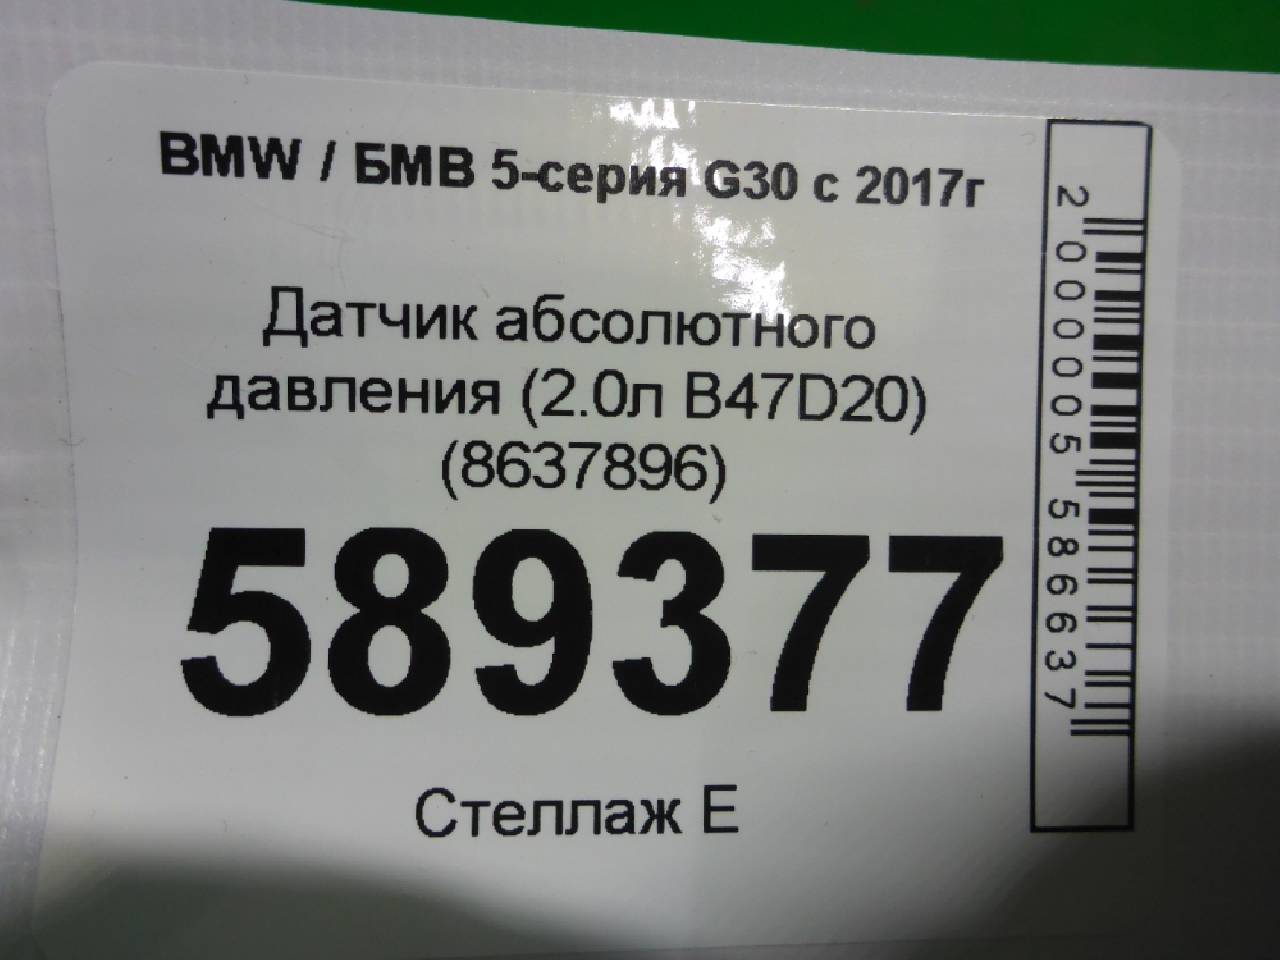 BMW / БМВ 5-серия G30 с 2017г
Датчик абсолютного
давления (2.0л B47D20)
(8637896)
589377
Стеллаж Е
2000005586637